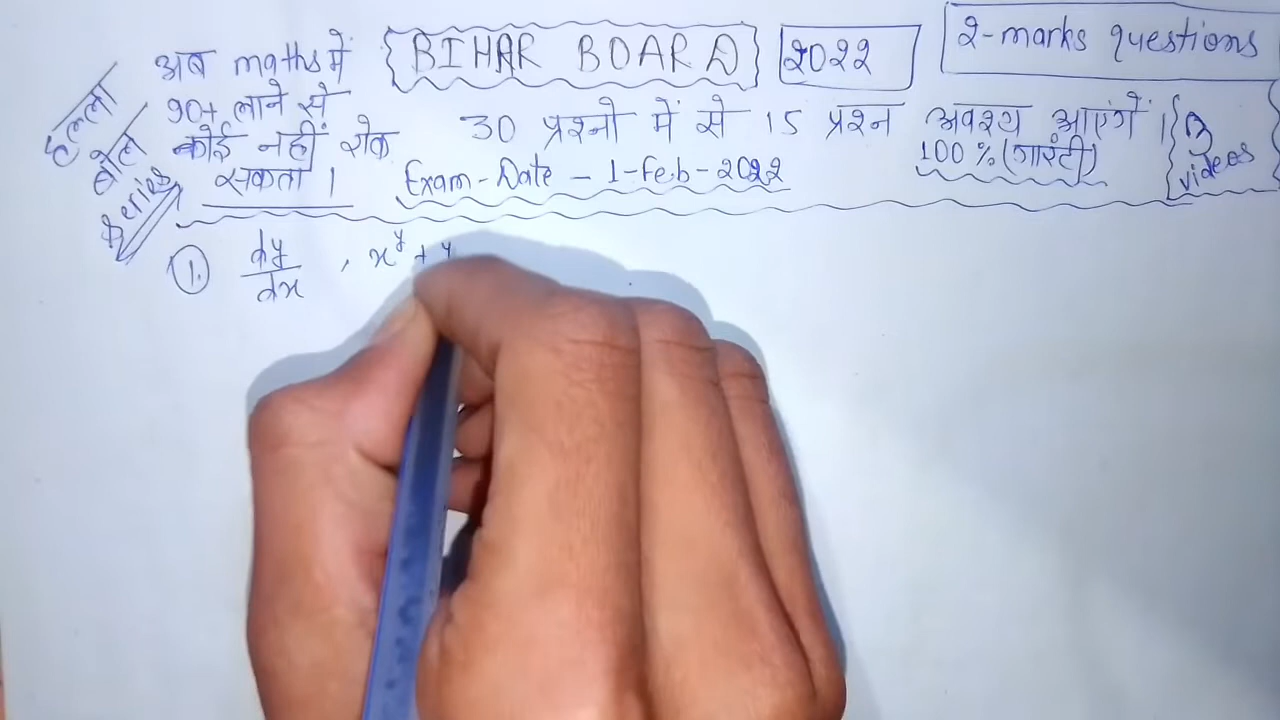 हल्ला
बोल
series
अब maths में
90+ लाने से
कोई नहीं रोक
सकता ।
BIHAR BOARD
2022
2-marks questions
30 प्रश्नों में से 15 प्रश्न अवश्य आएंगें ।
100 % (गारंटी)
Exam-Date - 1-Feb-2022
3
videos
1. dy/dx , x^y + y